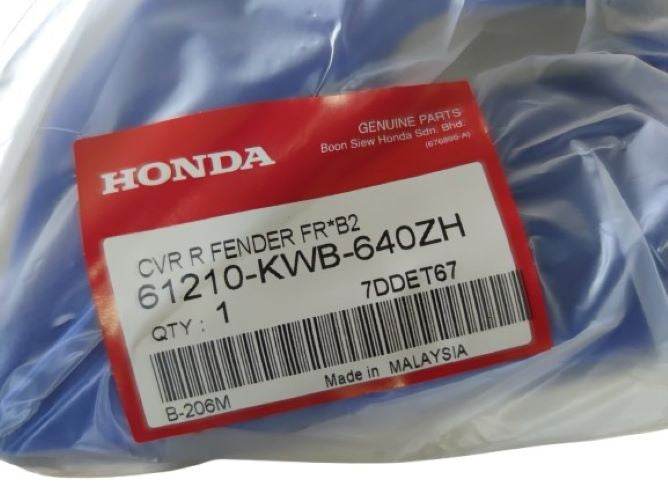 HONDA
GENUINE PARTS
Boon Siew Honda Sdn. Bhd.
(676896-A)
CVR R FENDER FR*B2
61210-KWB-640ZH
QTY : 1 7DDET67
Made in MALAYSIA
B-206M